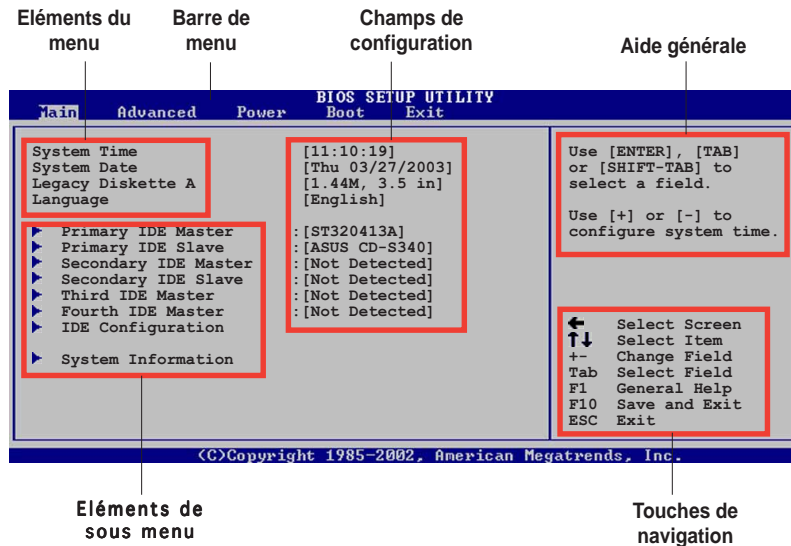 Eléments du menu
Barre de menu
Champs de configuration
Aide générale
BIOS SETUP UTILITY
Main Advanced Power Boot Exit
System Time [11:10:19]
System Date [Thu 03/27/2003]
Legacy Diskette A [1.44M, 3.5 in]
Language [English]
Primary IDE Master :[ST320413A]
Primary IDE Slave :[ASUS CD-S340]
Secondary IDE Master :[Not Detected]
Secondary IDE Slave :[Not Detected]
Third IDE Master :[Not Detected]
Fourth IDE Master :[Not Detected]
IDE Configuration
System Information
Use [ENTER], [TAB]
or [SHIFT-TAB] to
select a field.
Use [+] or [-] to
configure system time.
← Select Screen
↑↓ Select Item
+- Change Field
Tab Select Field
F1 General Help
F10 Save and Exit
ESC Exit
(C)Copyright 1985-2002, American Megatrends, Inc.
Eléments de
sous menu
Touches de
navigation